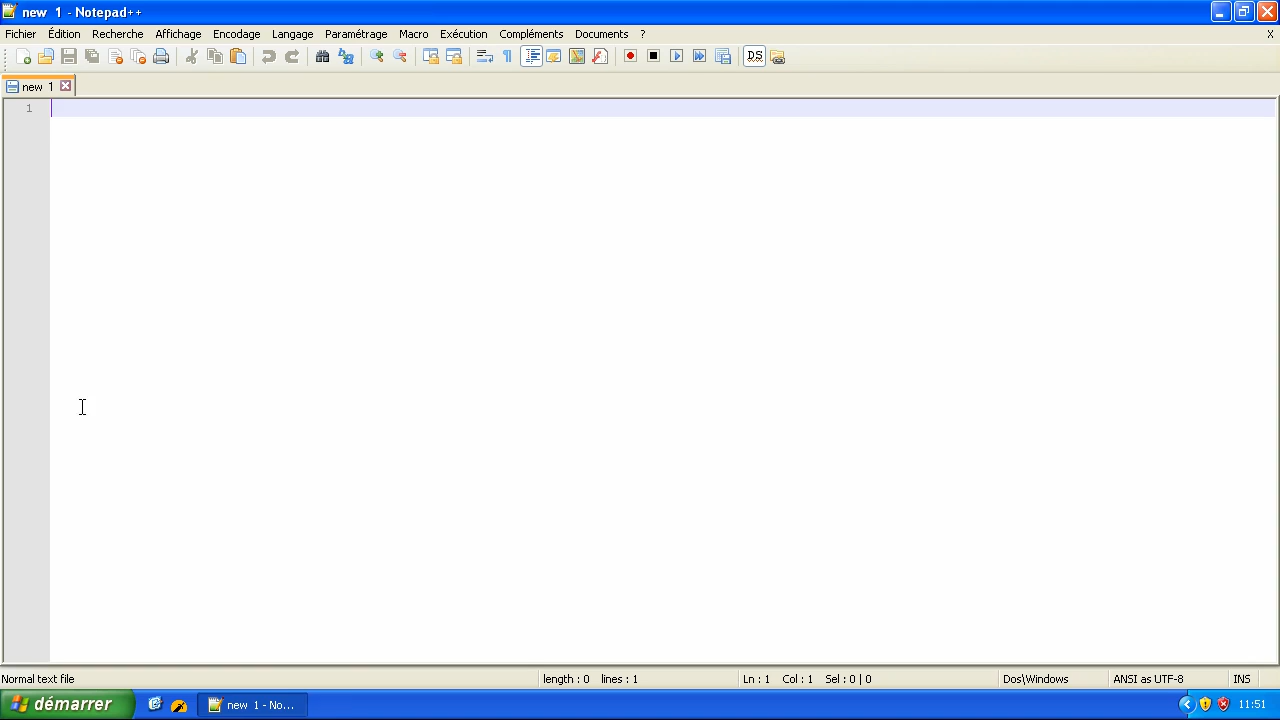 new 1 - Notepad++
Fichier Édition Recherche Affichage Encodage Langage Paramétrage Macro Exécution Compléments Documents ? X
DS
new 1
1
Normal text file length : 0 lines : 1 Ln : 1 Col : 1 Sel : 0 | 0 Dos\Windows ANSI as UTF-8 INS
démarrer new 1 - No... 11:51